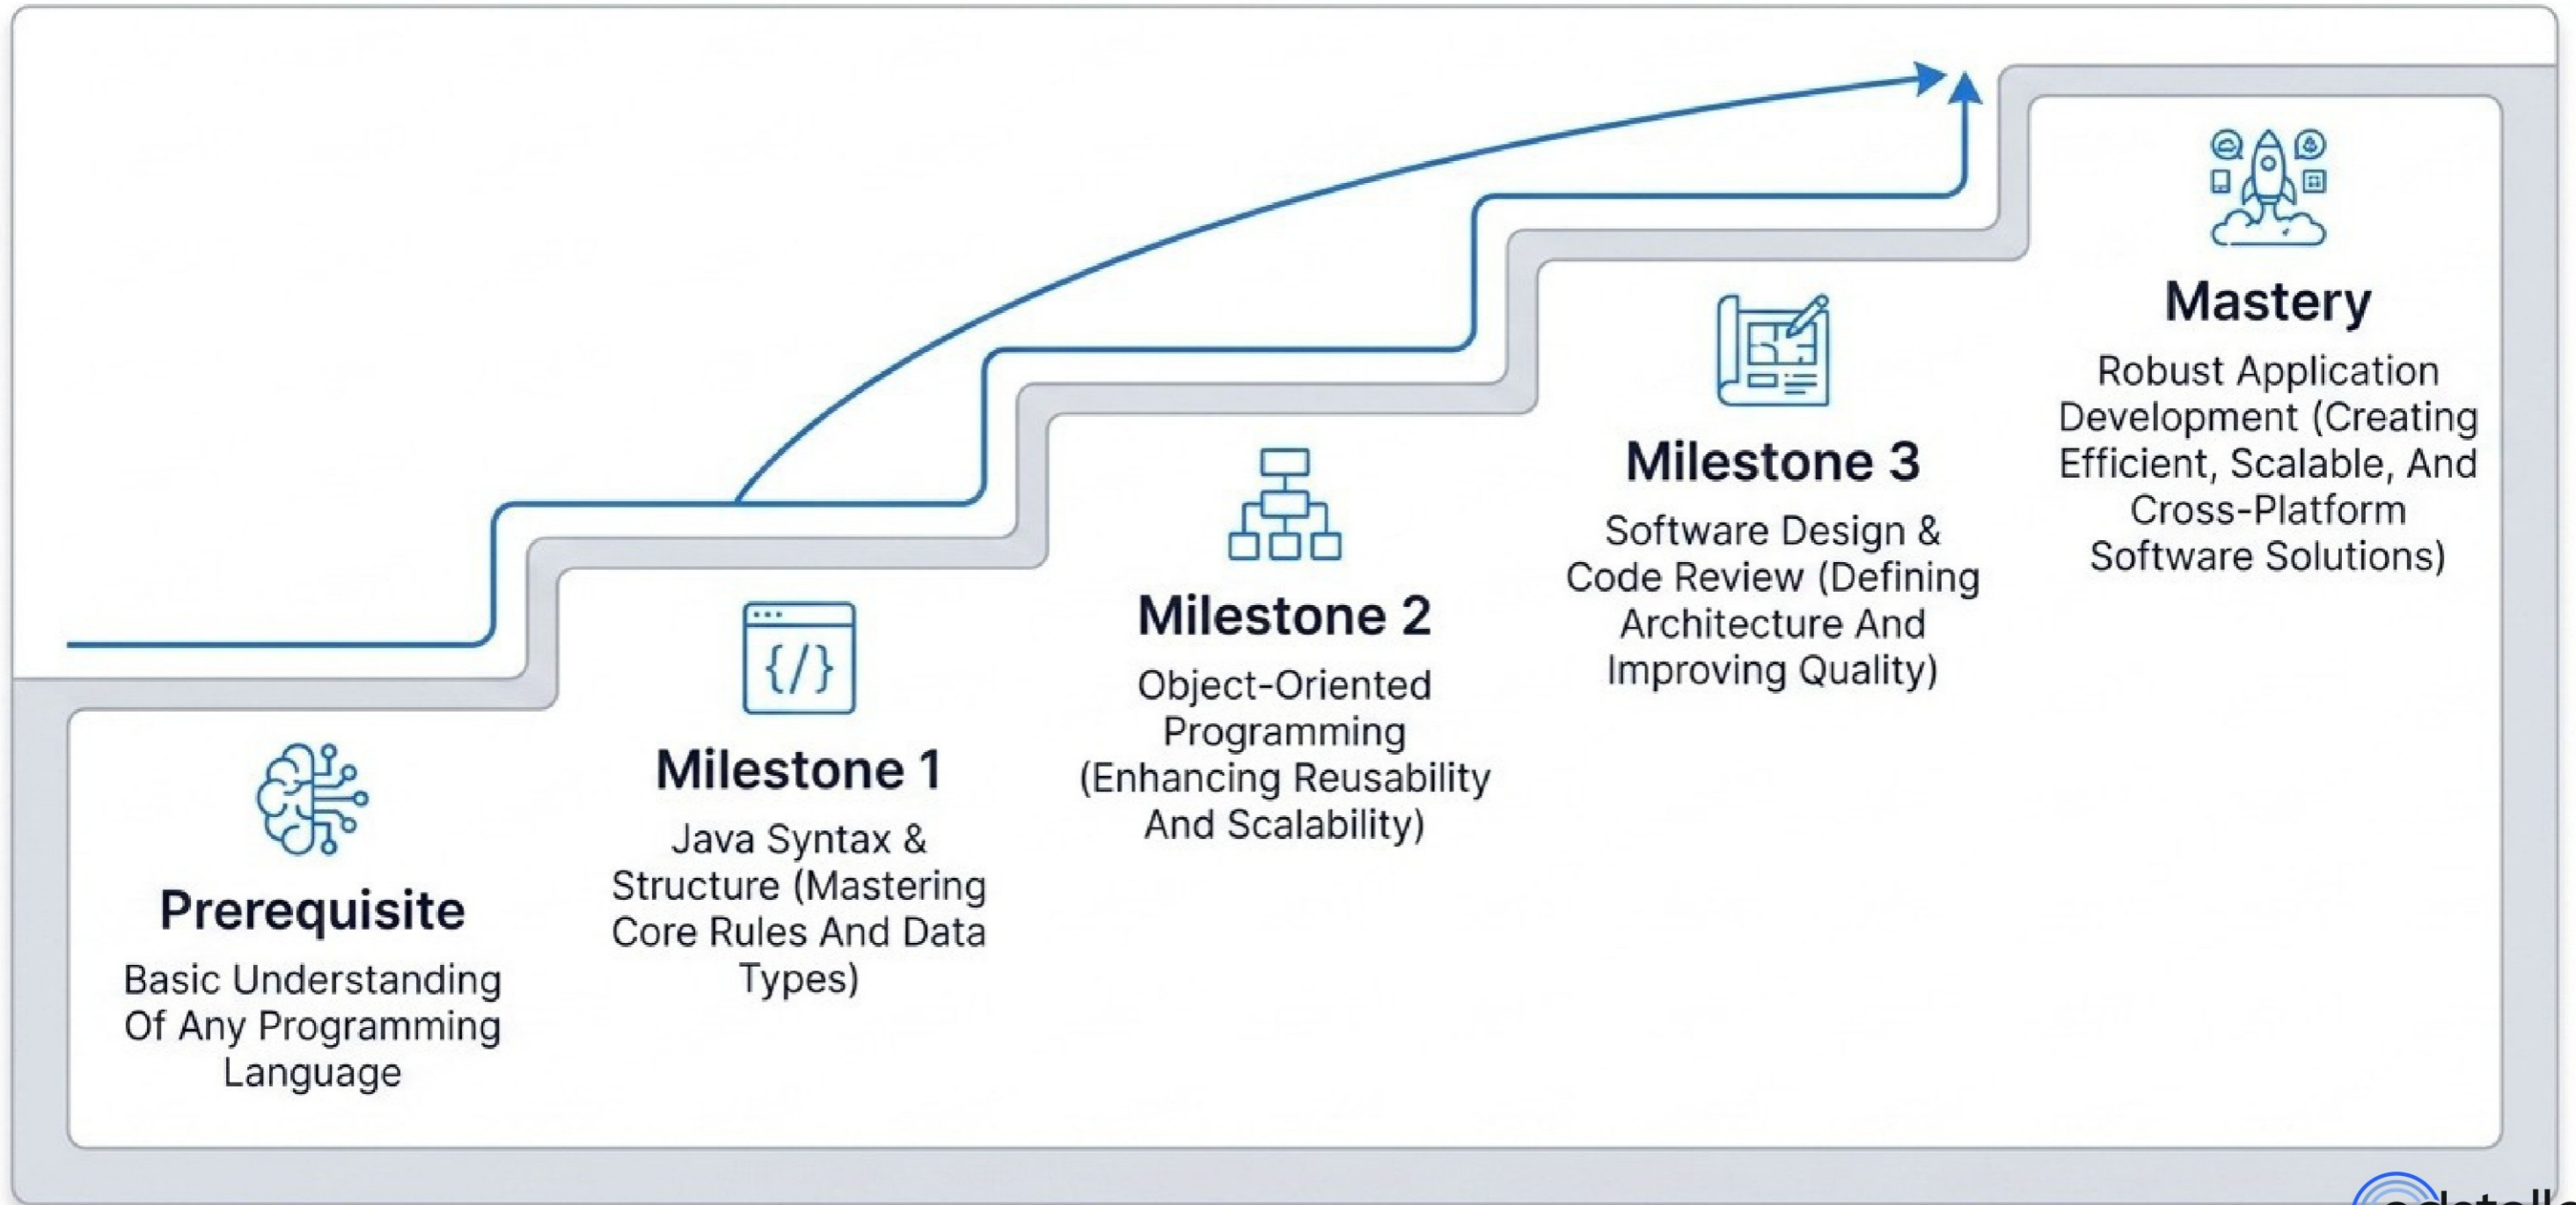 Prerequisite
Basic Understanding
Of Any Programming
Language
{/}
Milestone 1
Java Syntax &
Structure (Mastering
Core Rules And Data
Types)
Milestone 2
Object-Oriented
Programming
(Enhancing Reusability
And Scalability)
Milestone 3
Software Design &
Code Review (Defining
Architecture And
Improving Quality)
Mastery
Robust Application
Development (Creating
Efficient, Scalable, And
Cross-Platform
Software Solutions)